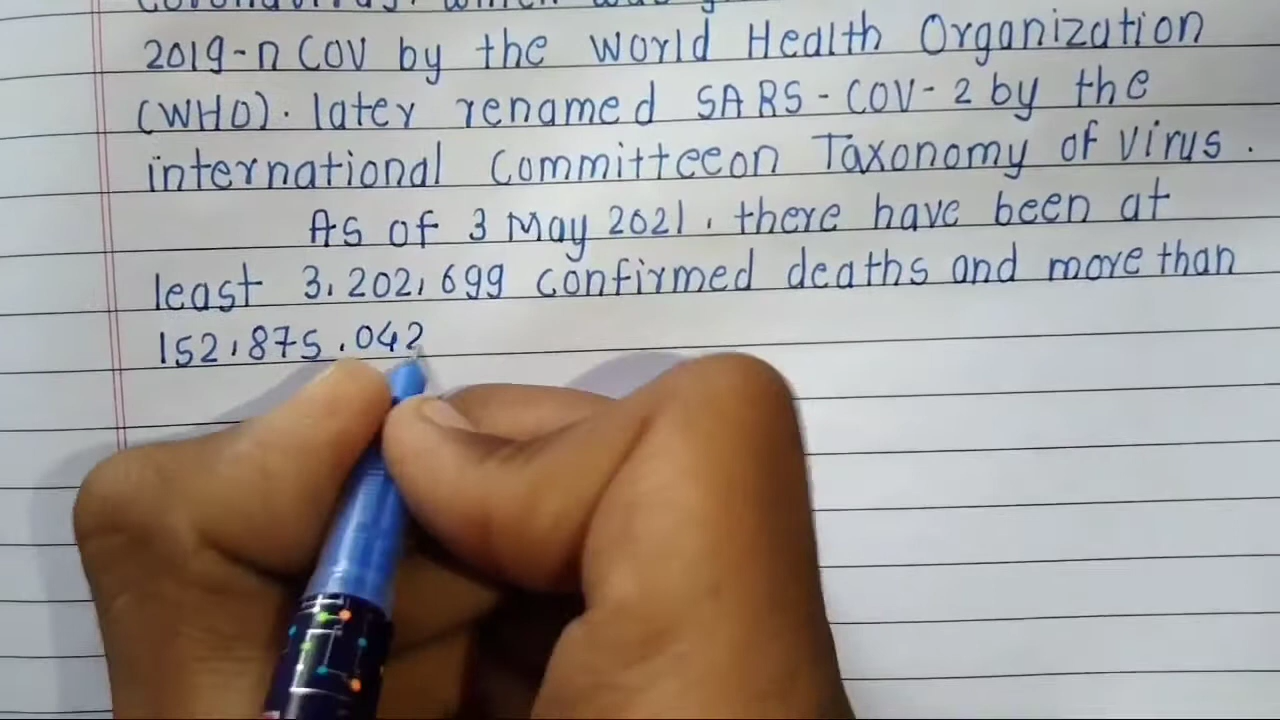 2019-n COV by the World Health Organization
(WHO). later renamed SARS-COV-2 by the
international Committeeon Taxonomy of Virus.
As of 3 May 2021, there have been at
least 3,202,699 confirmed deaths and more than
152,875,042